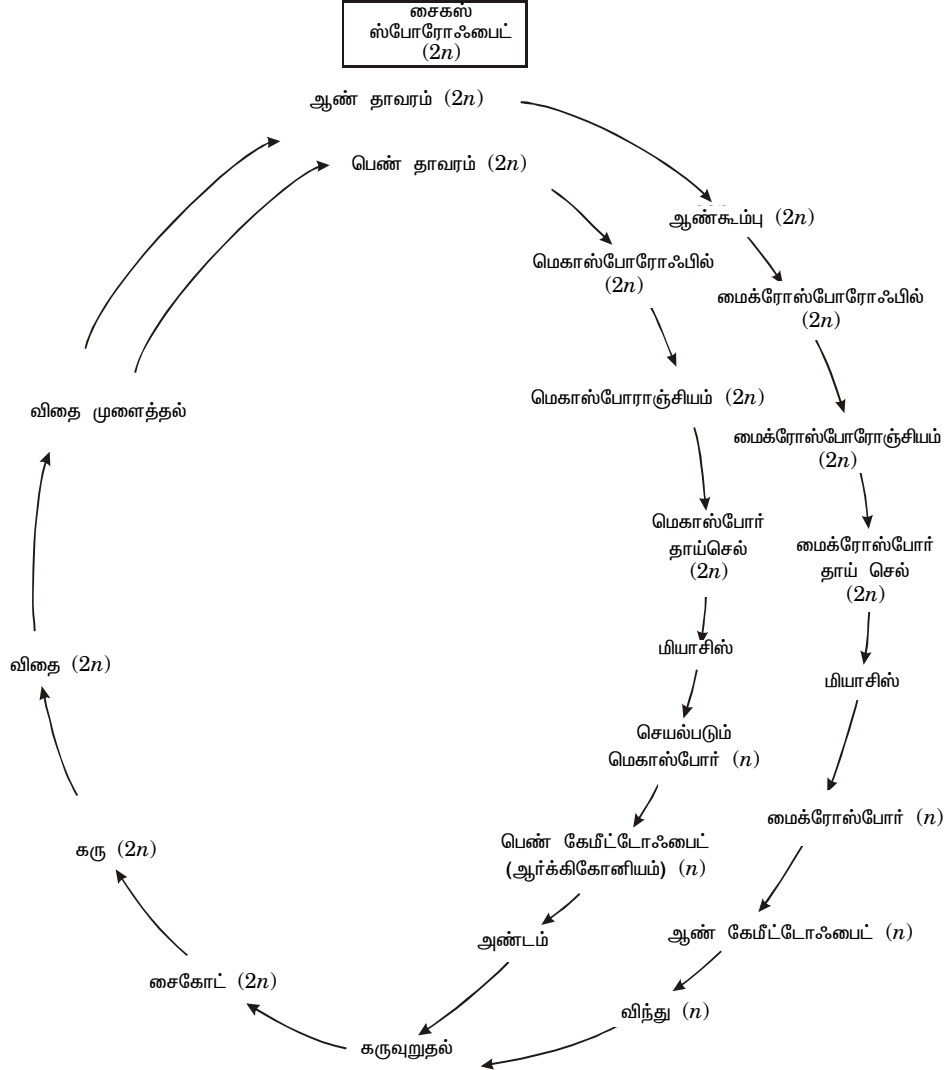 சைகஸ்
ஸ்போரோஃபைட்
(2n)
ஆண் தாவரம் (2n)
பெண் தாவரம் (2n)
ஆண்கூம்பு (2n)
மெகாஸ்போரோஃபில்
(2n)
மைக்ரோஸ்போரோஃபில்
(2n)
மெகாஸ்போராஞ்சியம் (2n)
விதை முளைத்தல்
மைக்ரோஸ்போரோஞ்சியம்
(2n)
மெகாஸ்போர்
தாய்செல்
(2n)
மைக்ரோஸ்போர்
தாய் செல்
(2n)
மியாசிஸ்
விதை (2n)
மியாசிஸ்
செயல்படும்
மெகாஸ்போர் (n)
மைக்ரோஸ்போர் (n)
பெண் கேமீட்டோஃபைட்
(ஆர்க்கிகோனியம்) (n)
கரு (2n)
அண்டம்
ஆண் கேமீட்டோஃபைட் (n)
சைகோட் (2n)
விந்து (n)
கருவுறுதல்